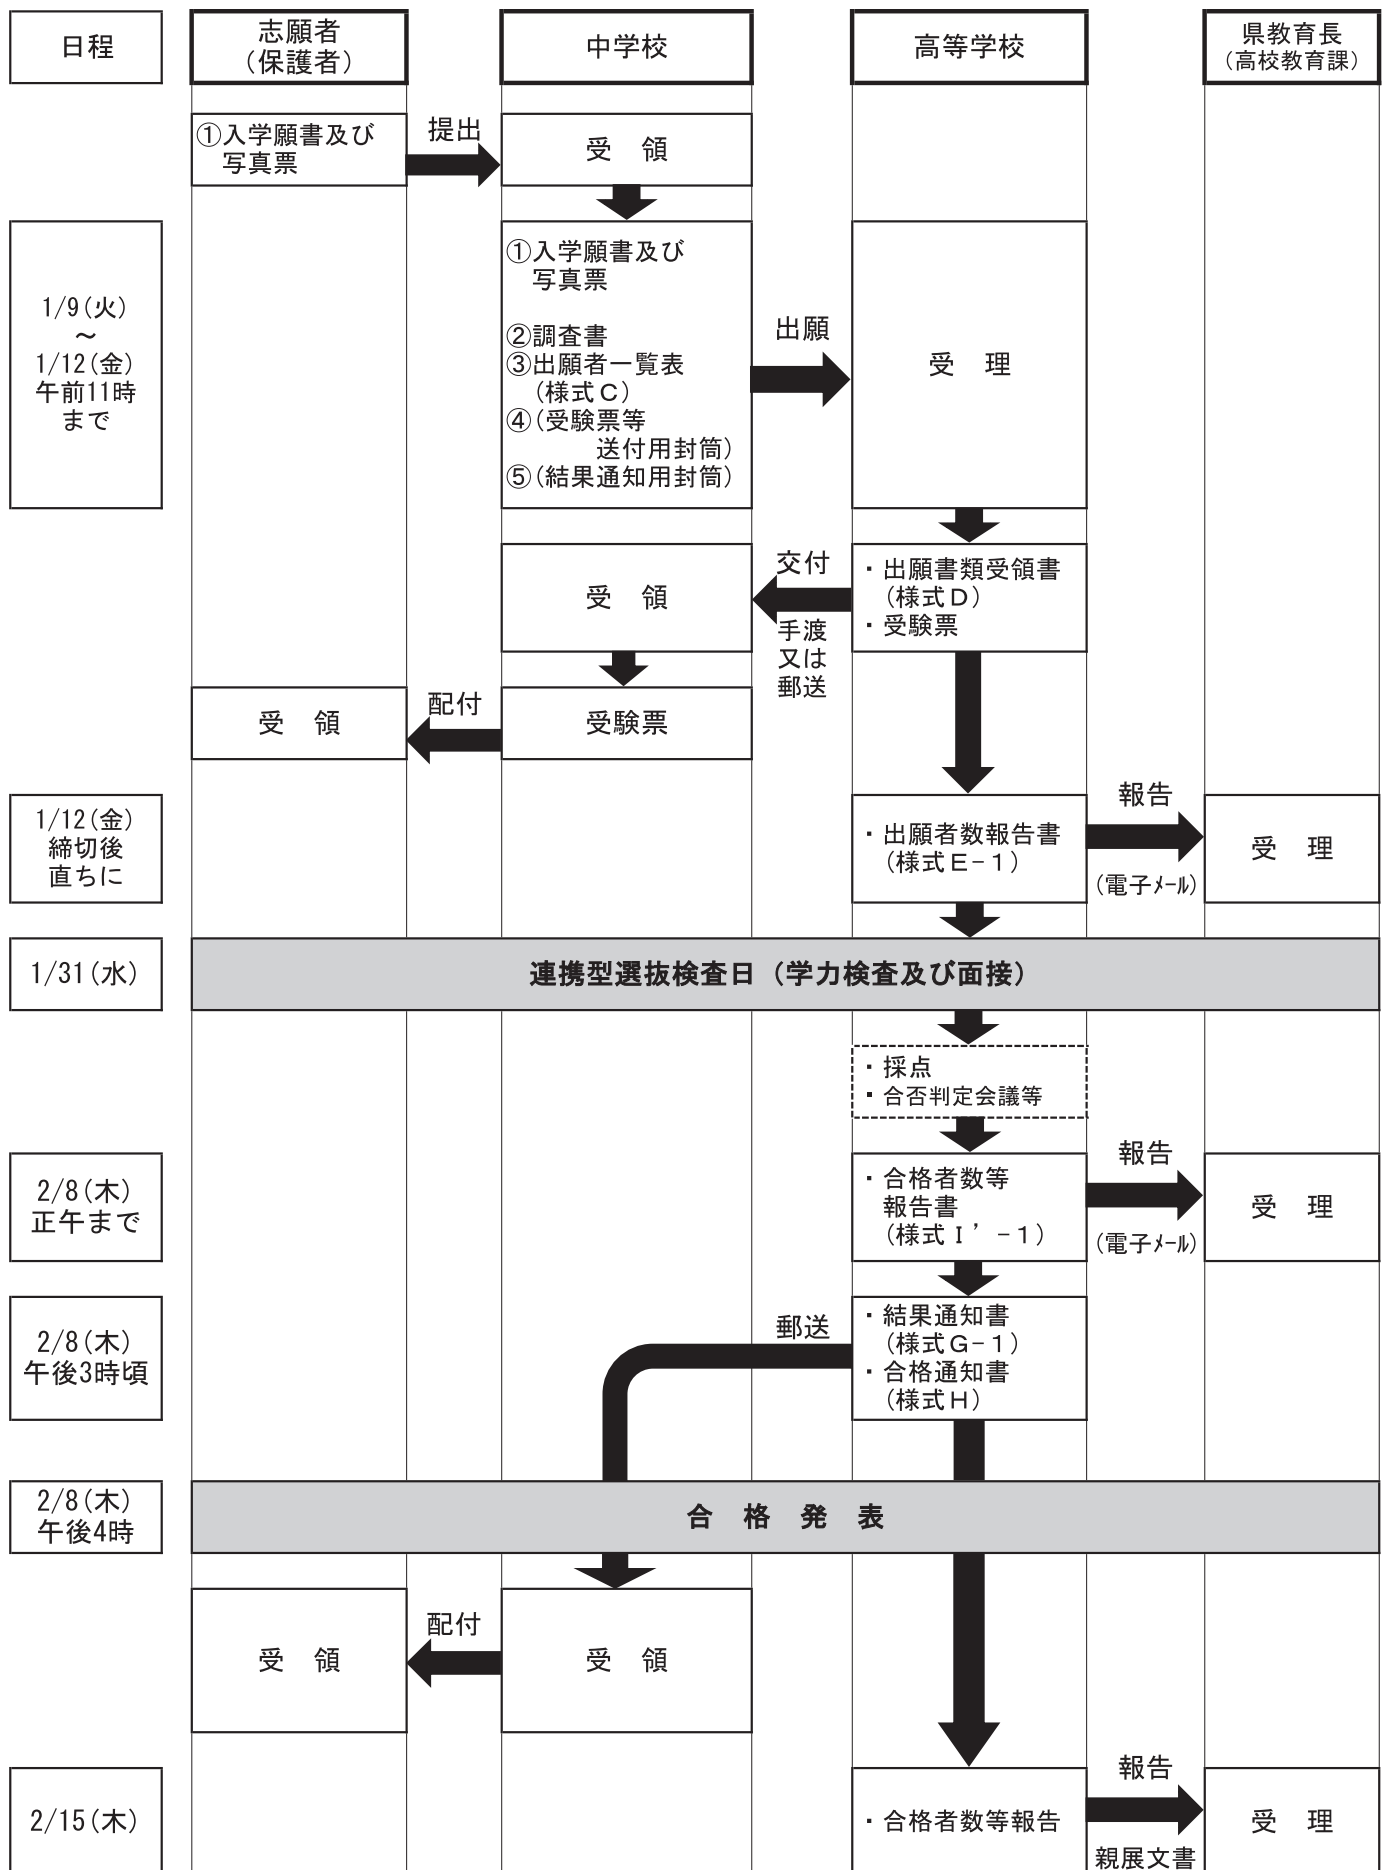 日程
志願者
（保護者）
中学校
高等学校
県教育長
（高校教育課）
①入学願書及び
写真票
提出
受　領
1/9(火)
～
1/12(金)
午前11時
まで
①入学願書及び
写真票
②調査書
③出願者一覧表
（様式Ｃ）
④(受験票等
送付用封筒)
⑤(結果通知用封筒)
出願
受　理
受　領
交付
手渡
又は
郵送
・出願書類受領書
（様式Ｄ）
・受験票
受　領
配付
受験票
1/12(金)
締切後
直ちに
・出願者数報告書
（様式Ｅ-１）
報告
(電子ﾒｰﾙ)
受　理
1/31(水)
連携型選抜検査日（学力検査及び面接）
・採点
・合否判定会議等
2/8(木)
正午まで
・合格者数等
報告書
（様式Ｉ’-１）
報告
(電子ﾒｰﾙ)
受　理
2/8(木)
午後3時頃
郵送
・結果通知書
（様式Ｇ-１）
・合格通知書
（様式Ｈ）
2/8(木)
午後4時
合　格　発　表
受　領
配付
受　領
2/15(木)
・合格者数等報告
報告
親展文書
受　理